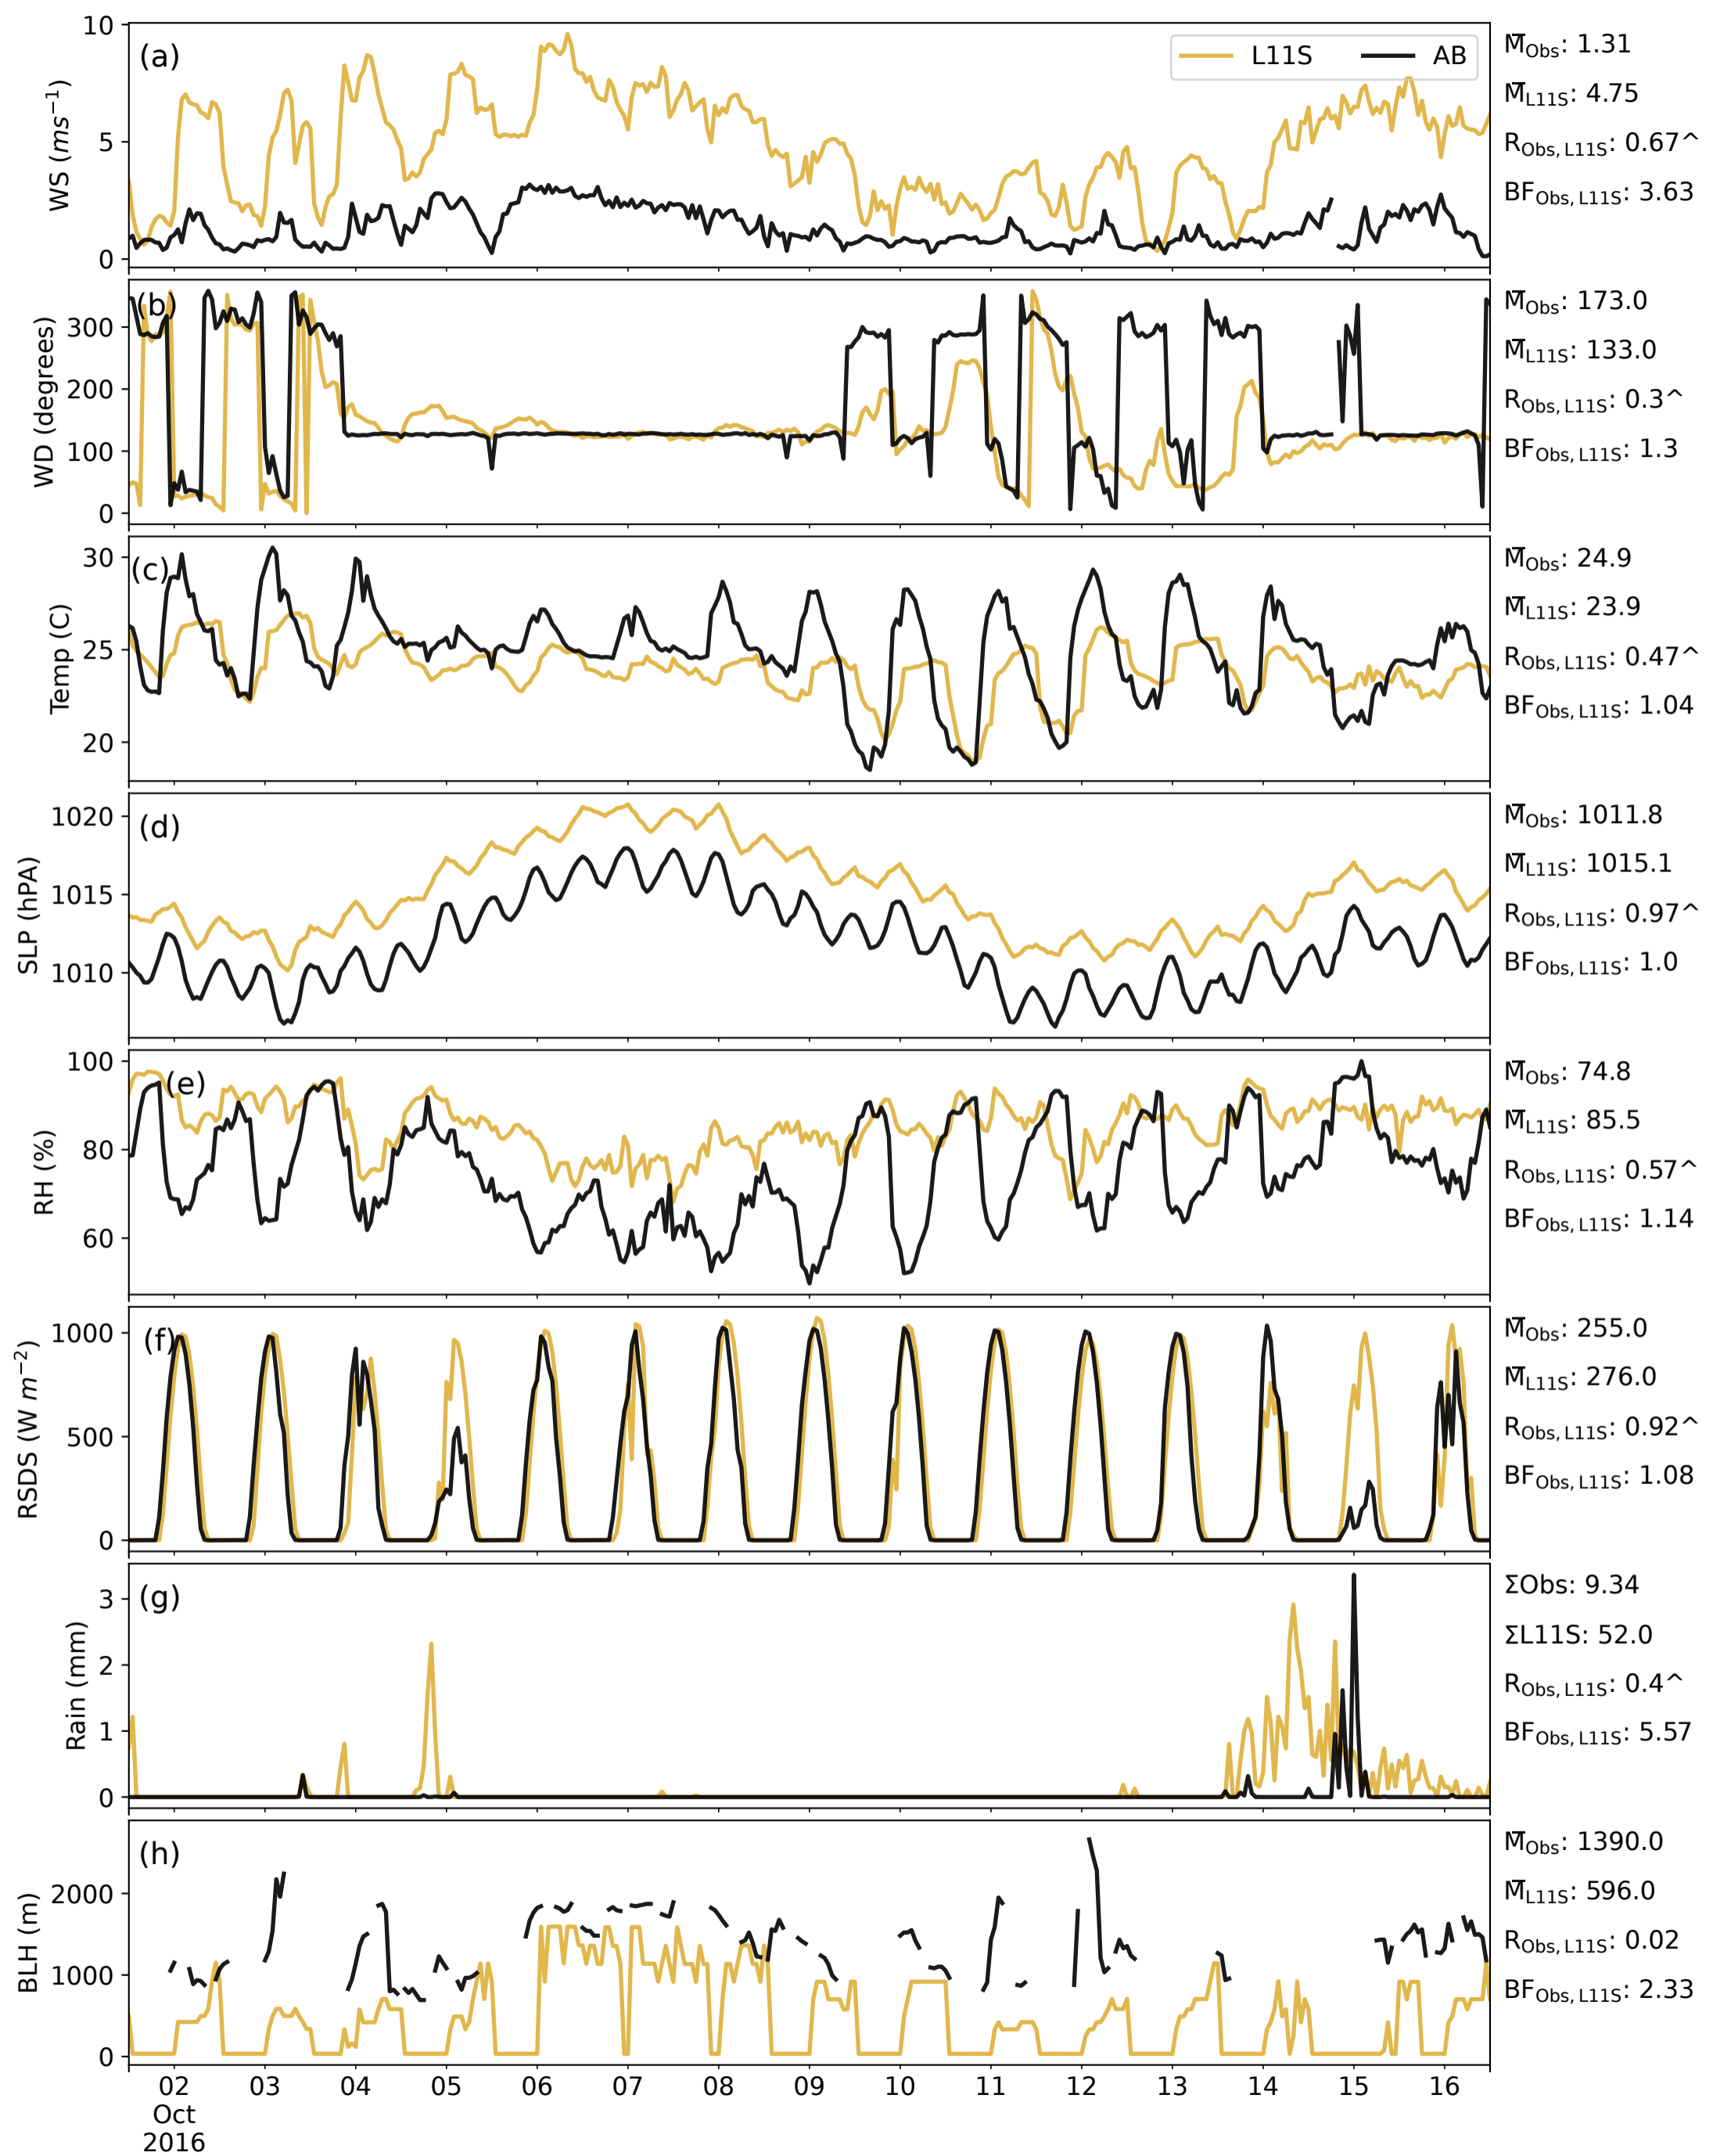 (a)
L11S
AB
WS (ms⁻¹)
10
5
0
M̅Obs: 1.31
M̅L11S: 4.75
RObs, L11S: 0.67^
BFObs, L11S: 3.63
(b)
WD (degrees)
300
200
100
0
M̅Obs: 173.0
M̅L11S: 133.0
RObs, L11S: 0.3^
BFObs, L11S: 1.3
(c)
Temp (C)
30
25
20
M̅Obs: 24.9
M̅L11S: 23.9
RObs, L11S: 0.47^
BFObs, L11S: 1.04
(d)
SLP (hPA)
1020
1015
1010
M̅Obs: 1011.8
M̅L11S: 1015.1
RObs, L11S: 0.97^
BFObs, L11S: 1.0
(e)
RH (%)
100
80
60
M̅Obs: 74.8
M̅L11S: 85.5
RObs, L11S: 0.57^
BFObs, L11S: 1.14
(f)
RSDS (W m⁻²)
1000
500
0
M̅Obs: 255.0
M̅L11S: 276.0
RObs, L11S: 0.92^
BFObs, L11S: 1.08
(g)
Rain (mm)
3
2
1
0
ΣObs: 9.34
ΣL11S: 52.0
RObs, L11S: 0.4^
BFObs, L11S: 5.57
(h)
BLH (m)
2000
1000
0
M̅Obs: 1390.0
M̅L11S: 596.0
RObs, L11S: 0.02
BFObs, L11S: 2.33
02 03 04 05 06 07 08 09 10 11 12 13 14 15 16
Oct
2016